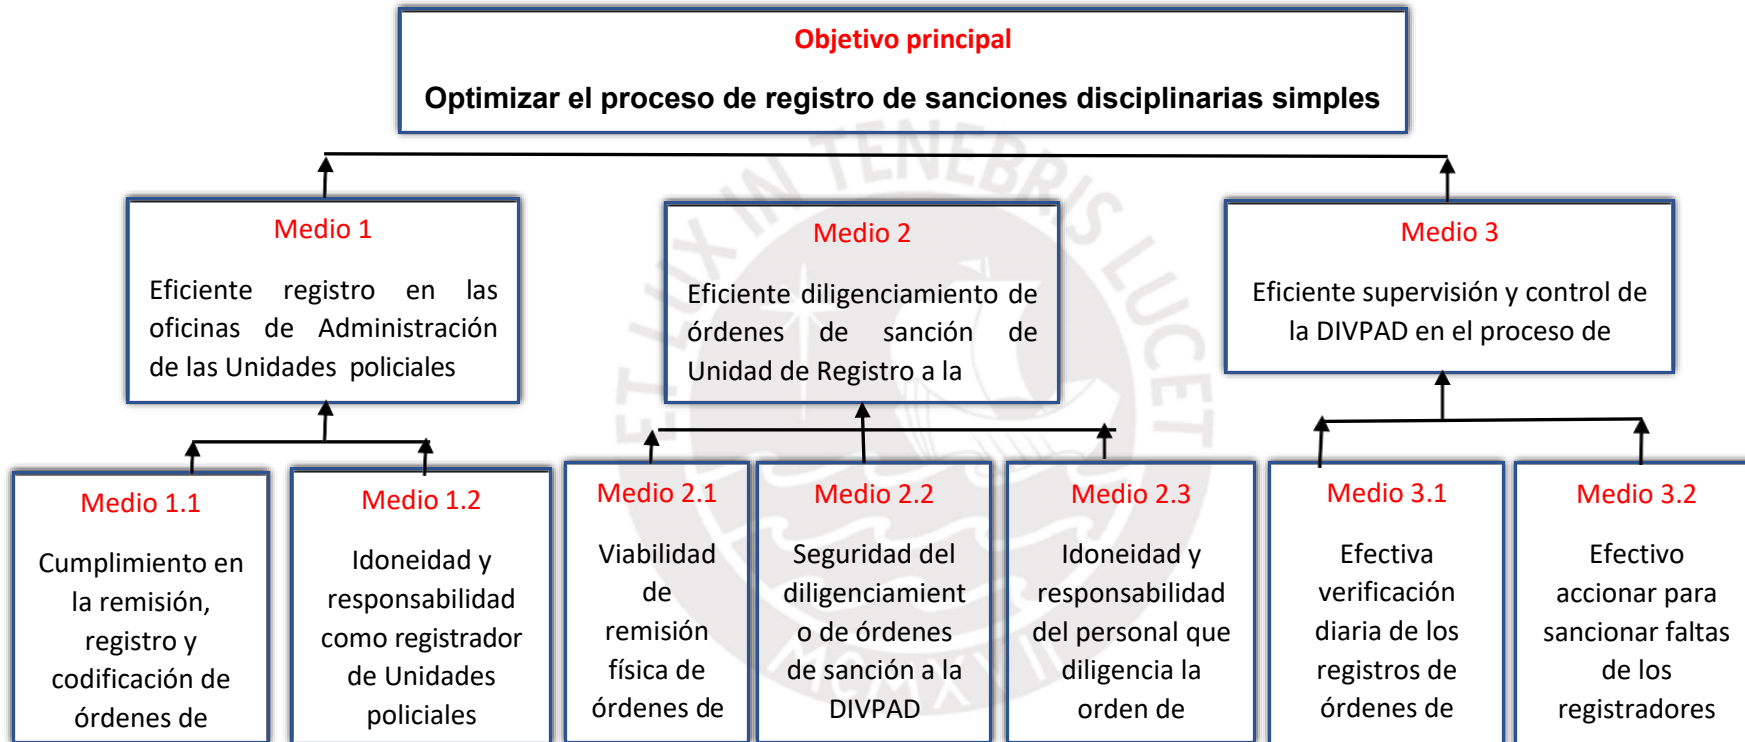 Objetivo principal
Optimizar el proceso de registro de sanciones disciplinarias simples
Medio 1
Eficiente registro en las
oficinas de Administración
de las Unidades policiales
Medio 2
Eficiente diligenciamiento de
órdenes de sanción de
Unidad de Registro a la
Medio 3
Eficiente supervisión y control de
la DIVPAD en el proceso de
Medio 1.1
Cumplimiento en
la remisión,
registro y
codificación de
órdenes de
Medio 1.2
Idoneidad y
responsabilidad
como registrador
de Unidades
policiales
Medio 2.1
Viabilidad
de
remisión
física de
órdenes de
Medio 2.2
Seguridad del
diligenciamient
o de órdenes
de sanción a la
DIVPAD
Medio 2.3
Idoneidad y
responsabilidad
del personal que
diligencia la
orden de
Medio 3.1
Efectiva
verificación
diaria de los
registros de
órdenes de
Medio 3.2
Efectivo
accionar para
sancionar faltas
de los
registradores
ET LUX IN TENEBRIS LUCET